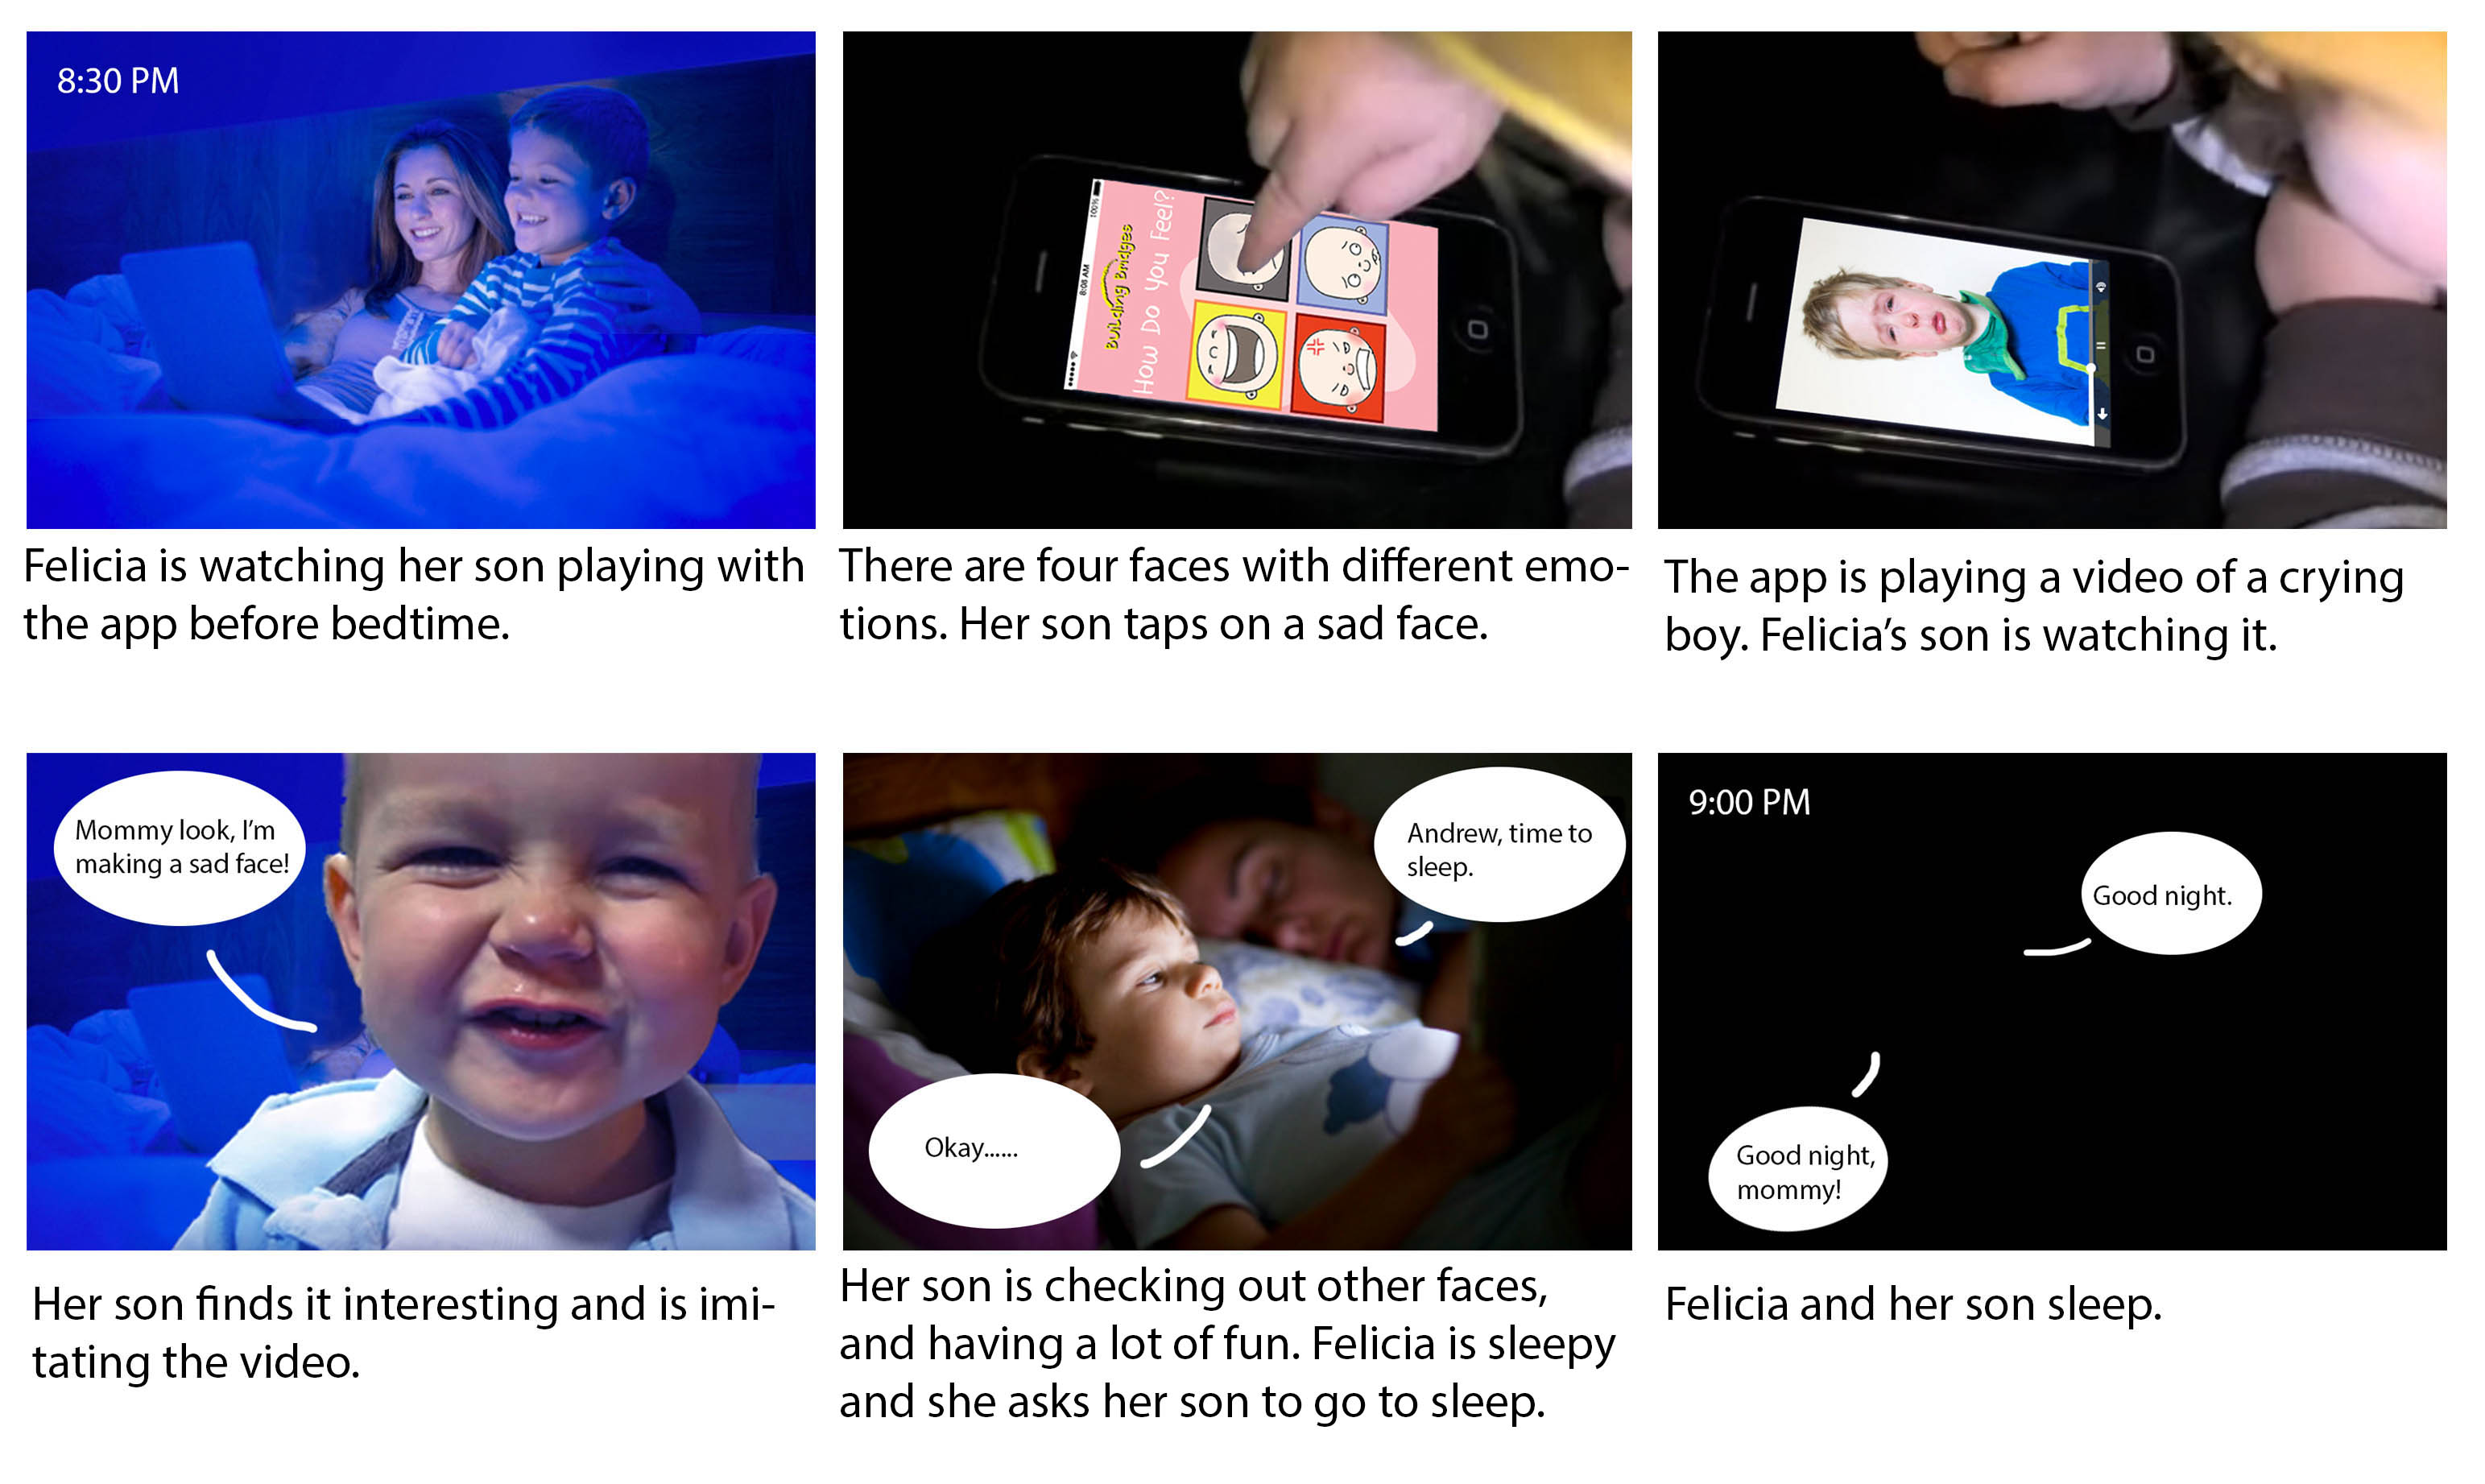 8:30 PM
Felicia is watching her son playing with
the app before bedtime.
100%
8:08 AM
Building Bridges
How Do You Feel?
There are four faces with different emo-
tions. Her son taps on a sad face.
The app is playing a video of a crying
boy. Felicia’s son is watching it.
Mommy look, I’m
making a sad face!
Her son finds it interesting and is imi-
tating the video.
Andrew, time to
sleep.
Okay......
Her son is checking out other faces,
and having a lot of fun. Felicia is sleepy
and she asks her son to go to sleep.
9:00 PM
Good night.
Good night,
mommy!
Felicia and her son sleep.